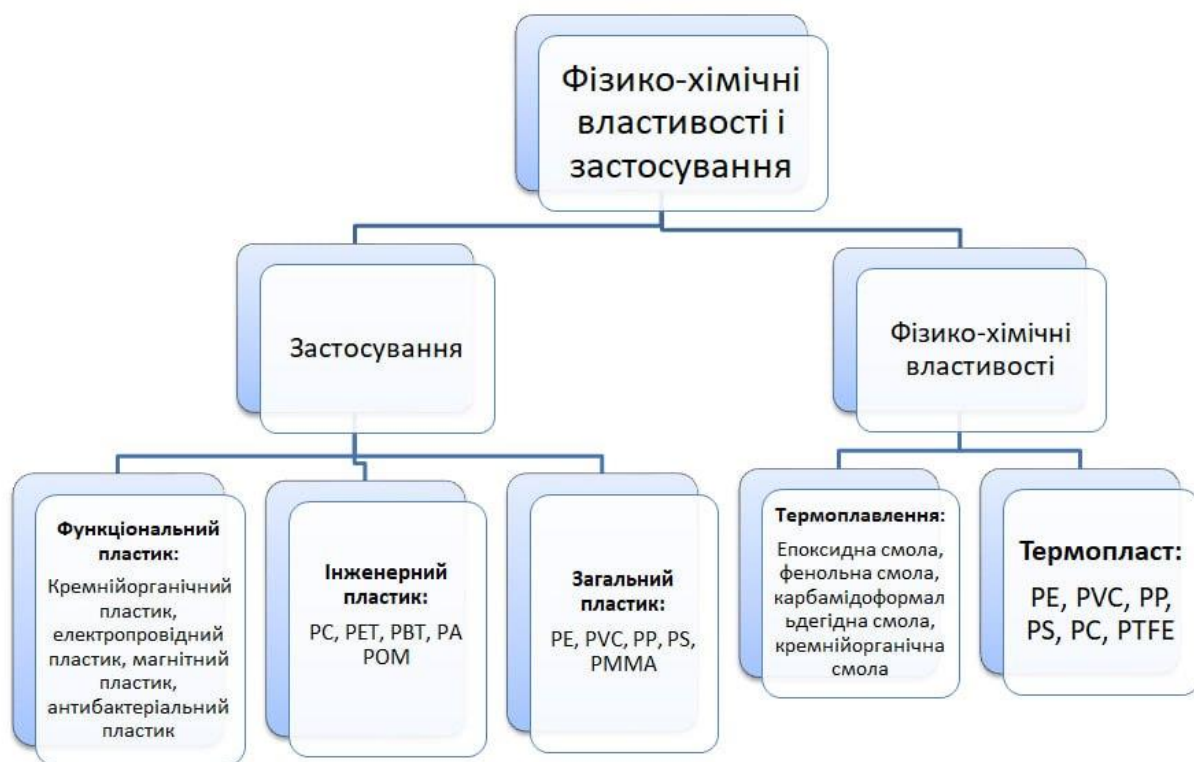 Фізико-хімічні
властивості і
застосування
Застосування
Фізико-хімічні
властивості
Функціональний
пластик:
Кремнійорганічний
пластик,
електропровідний
пластик, магнітний
пластик,
антибактеріальний
пластик
Інженерний
пластик:
PC, PET, PBT, PA
POM
Загальний
пластик:
PE, PVC, PP, PS,
PMMA
Термоплавлення:
Епоксидна смола,
фенольна смола,
карбамідоформал
ьдегідна смола,
кремнійорганічна
смола
Термопласт:
PE, PVC, PP,
PS, PC, PTFE